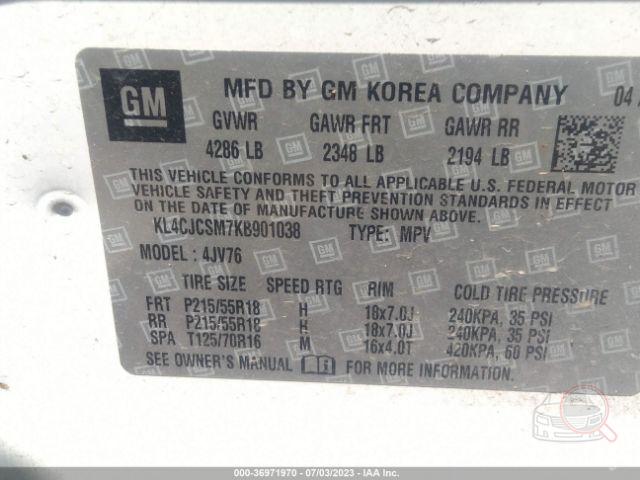 GM MFD BY GM KOREA COMPANY 04
GVWR GAWR FRT GAWR RR
4286 LB 2348 LB 2194 LB
THIS VEHICLE CONFORMS TO ALL APPLICABLE U.S. FEDERAL MOTOR
VEHICLE SAFETY AND THEFT PREVENTION STANDARDS IN EFFECT
ON THE DATE OF MANUFACTURE SHOWN ABOVE.
KL4CJCSM7KB901038 TYPE: MPV
MODEL: 4JV76
TIRE SIZE SPEED RTG RIM COLD TIRE PRESSURE
FRT P215/55R18 H 18x7.0J 240KPA, 35 PSI
RR P215/55R18 H 18x7.0J 240KPA, 35 PSI
SPA T125/70R16 M 16x4.0T 420KPA, 60 PSI
SEE OWNER'S MANUAL FOR MORE INFORMATION
000-36971970 - 07/03/2023 - IAA Inc.